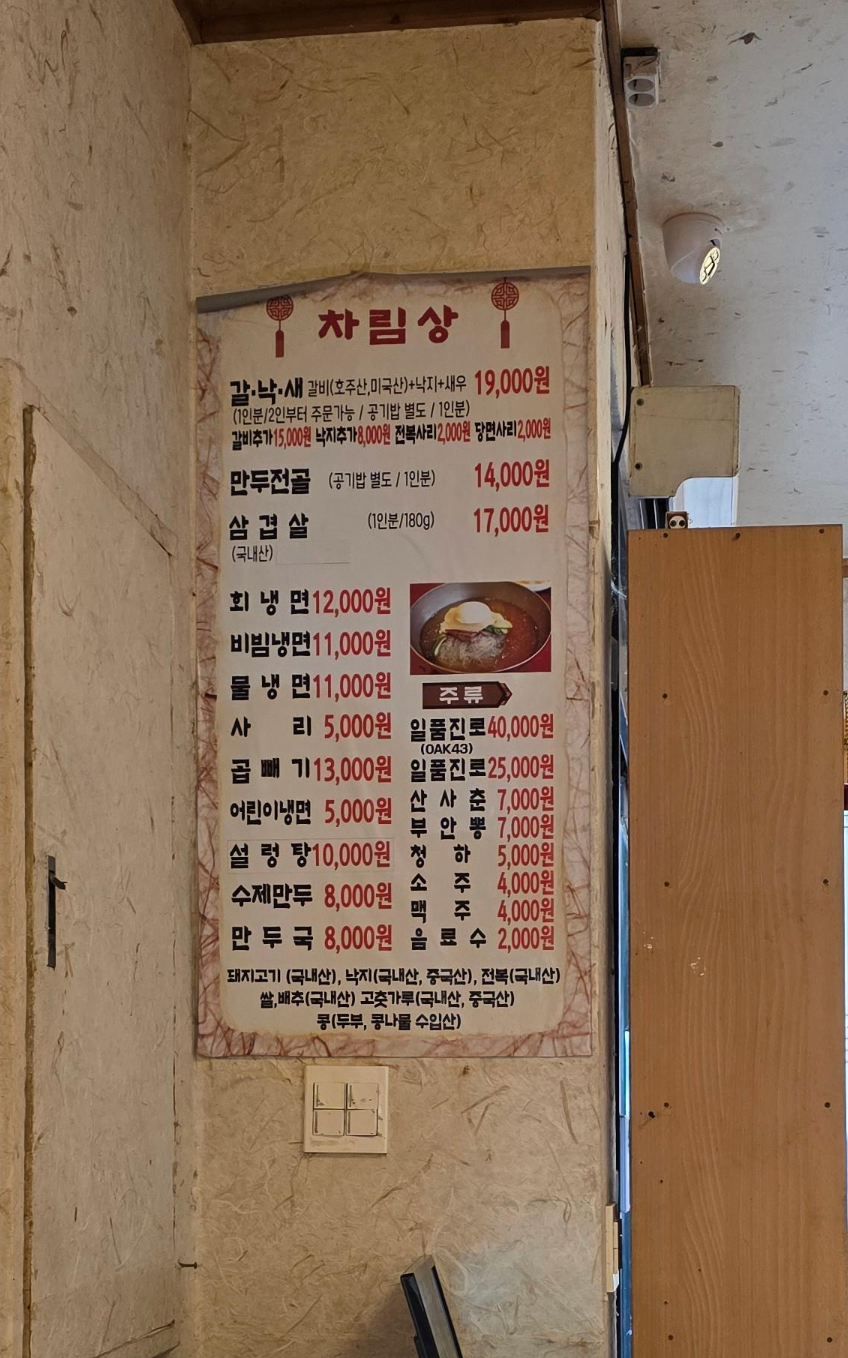 차림상
갈·낙·새 갈비(호주산,미국산)+낙지+새우 19,000원
(1인분/2인부터 주문가능 / 공기밥 별도 / 1인분)
갈비추가15,000원 낙지추가8,000원 전복사리2,000원 당면사리2,000원
만두전골 (공기밥 별도 / 1인분) 14,000원
삼 겹 살 (1인분/180g) 17,000원
(국내산)
회 냉 면12,000원
비빔냉면11,000원
물 냉 면11,000원
사 리 5,000원
곱 빼 기13,000원
어린이냉면 5,000원
설 렁 탕10,000원
수제만두 8,000원
만 두 국 8,000원
주류
일품진로40,000원
(OAK43)
일품진로25,000원
산 사 춘 7,000원
부 안 뽕 7,000원
청 하 5,000원
소 주 4,000원
맥 주 4,000원
음 료 수 2,000원
돼지고기 (국내산), 낙지(국내산, 중국산), 전복(국내산)
쌀,배추(국내산) 고춧가루(국내산, 중국산)
콩(두부, 콩나물 수입산)